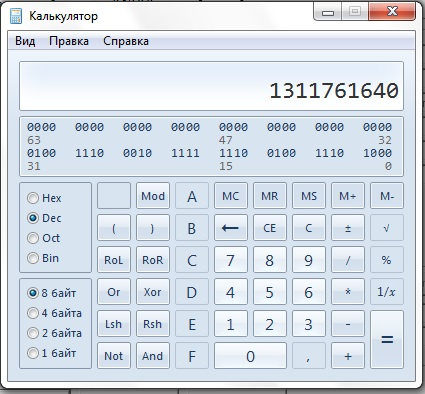 Калькулятор
Вид Правка Справка
1311761640
0000 0000 0000 0000 0000 0000 0000 0000
63 47 32
0100 1110 0010 1111 1110 0100 1110 1000
31 15 0
Hex
Dec
Oct
Bin
8 байт
4 байта
2 байта
1 байт
Mod A MC MR MS M+ M-
( ) B ← CE C ± √
RoL RoR C 7 8 9 / %
Or Xor D 4 5 6 * 1/x
Lsh Rsh E 1 2 3 - =
Not And F 0 , +